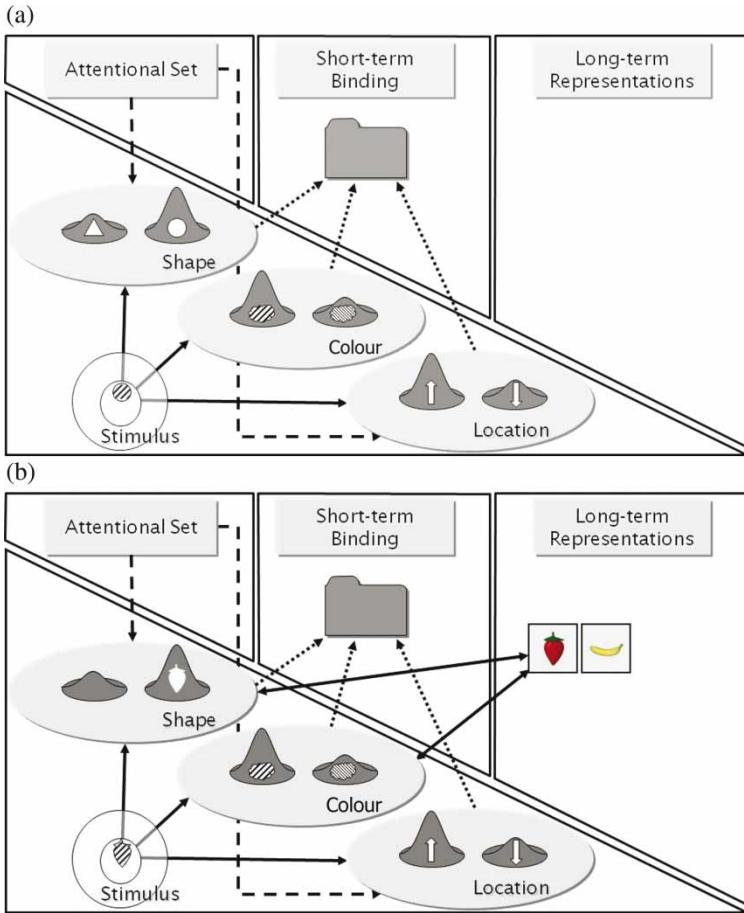 (a)
Attentional Set
Short-term
Binding
Long-term
Representations
Shape
Colour
Stimulus
Location
(b)
Attentional Set
Short-term
Binding
Long-term
Representations
Shape
Colour
Stimulus
Location